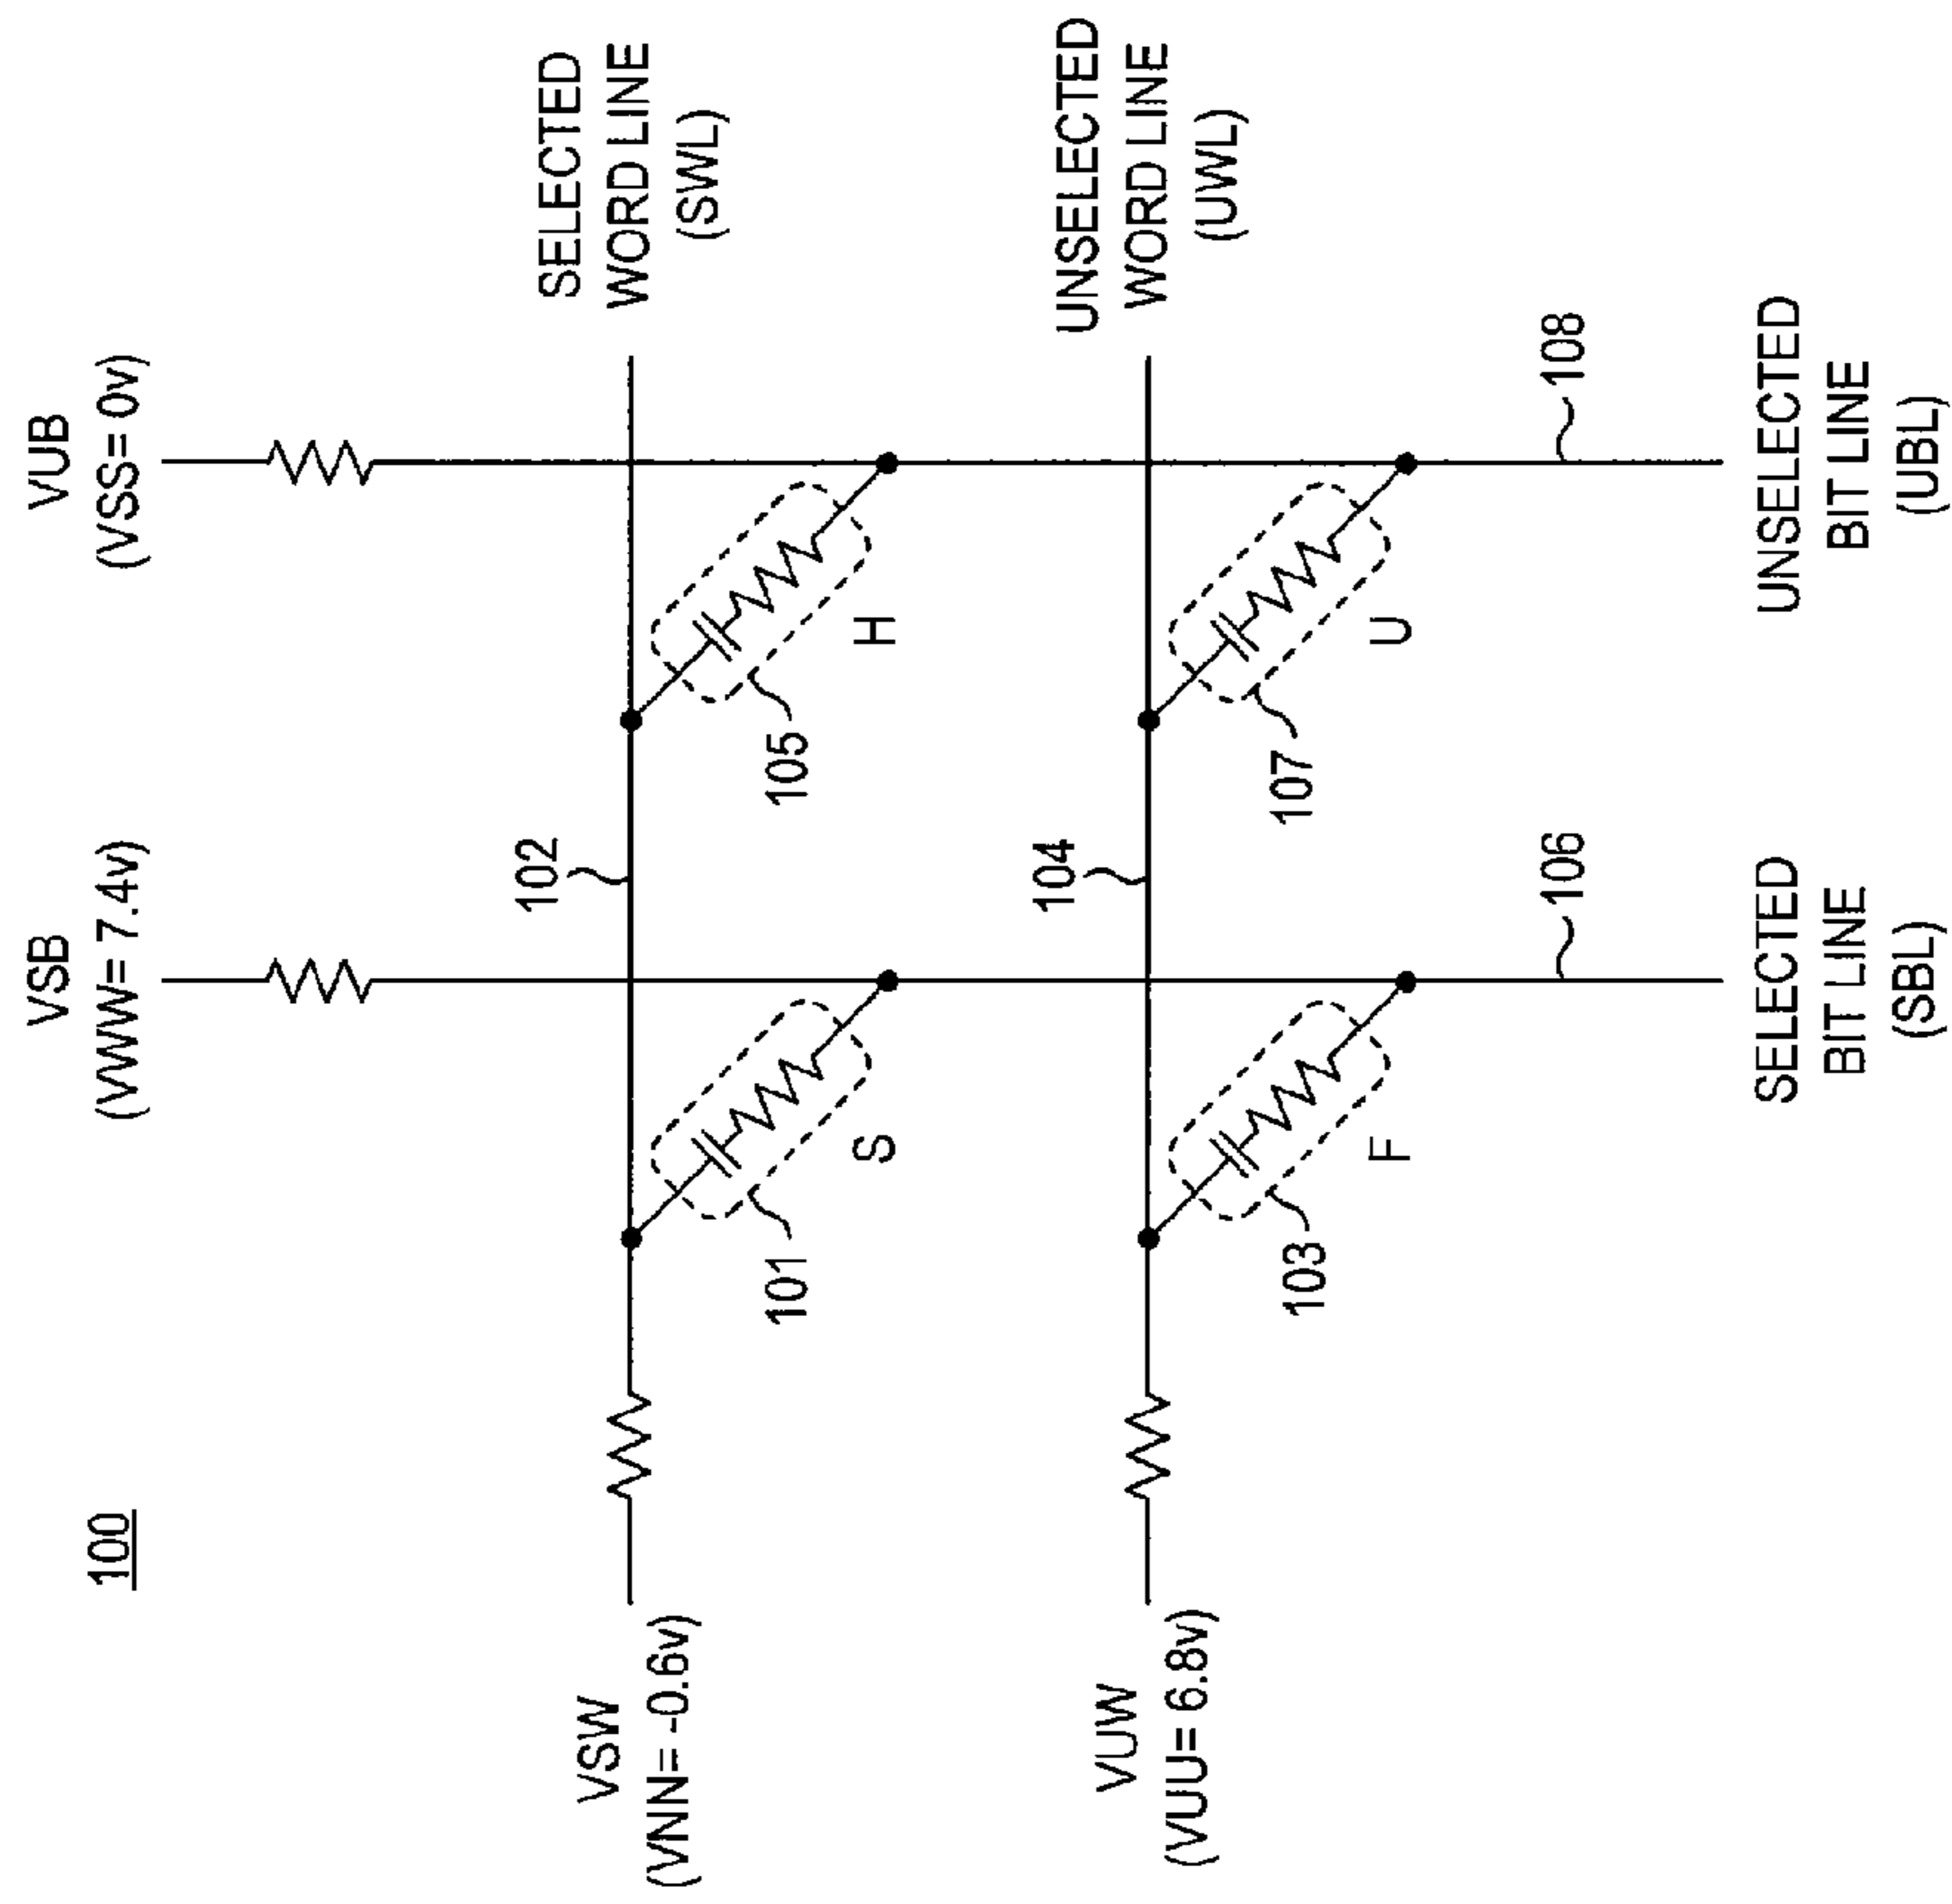 100
VSB
(VWW= 7.4v)
VUB
(VSS= 0v)
VSW
(VNN= -0.6v)
102
SELECTED
WORD LINE
(SWL)
101
105
S
H
VUW
(VUU= 6.8v)
104
UNSELECTED
WORD LINE
(UWL)
103
107
F
U
106
108
SELECTED
BIT LINE
(SBL)
UNSELECTED
BIT LINE
(UBL)